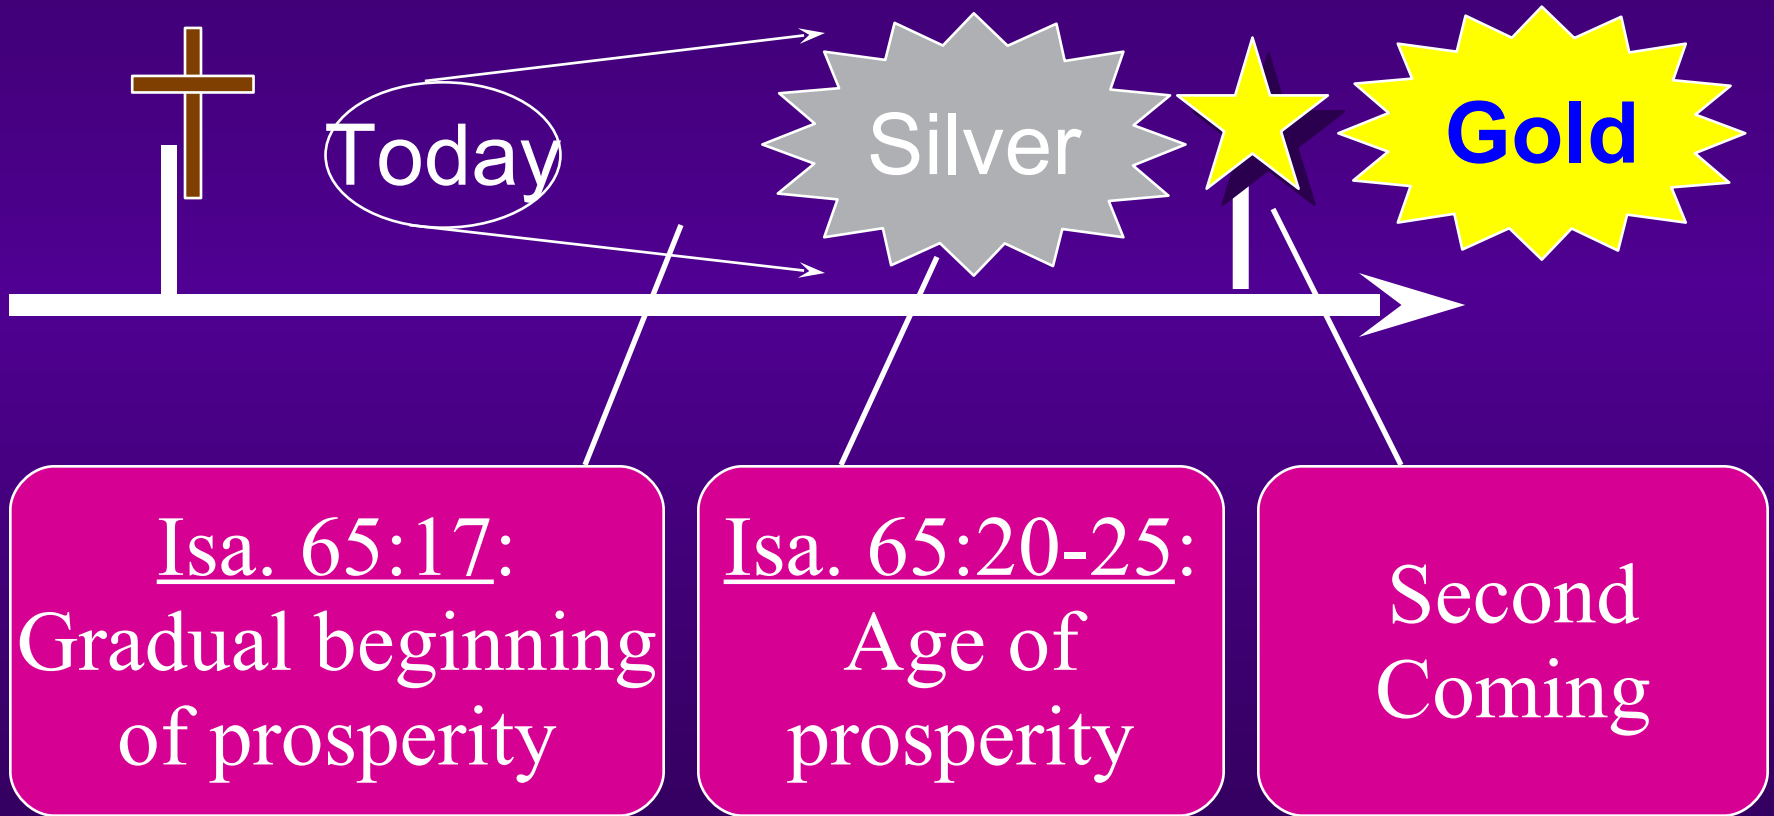 Today
Silver
Gold
Isa. 65:17:
Gradual beginning
of prosperity
Isa. 65:20-25:
Age of
prosperity
Second
Coming